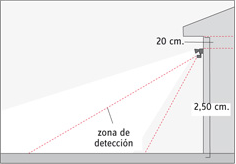 20 cm.
2,50 cm.
zona de
detección